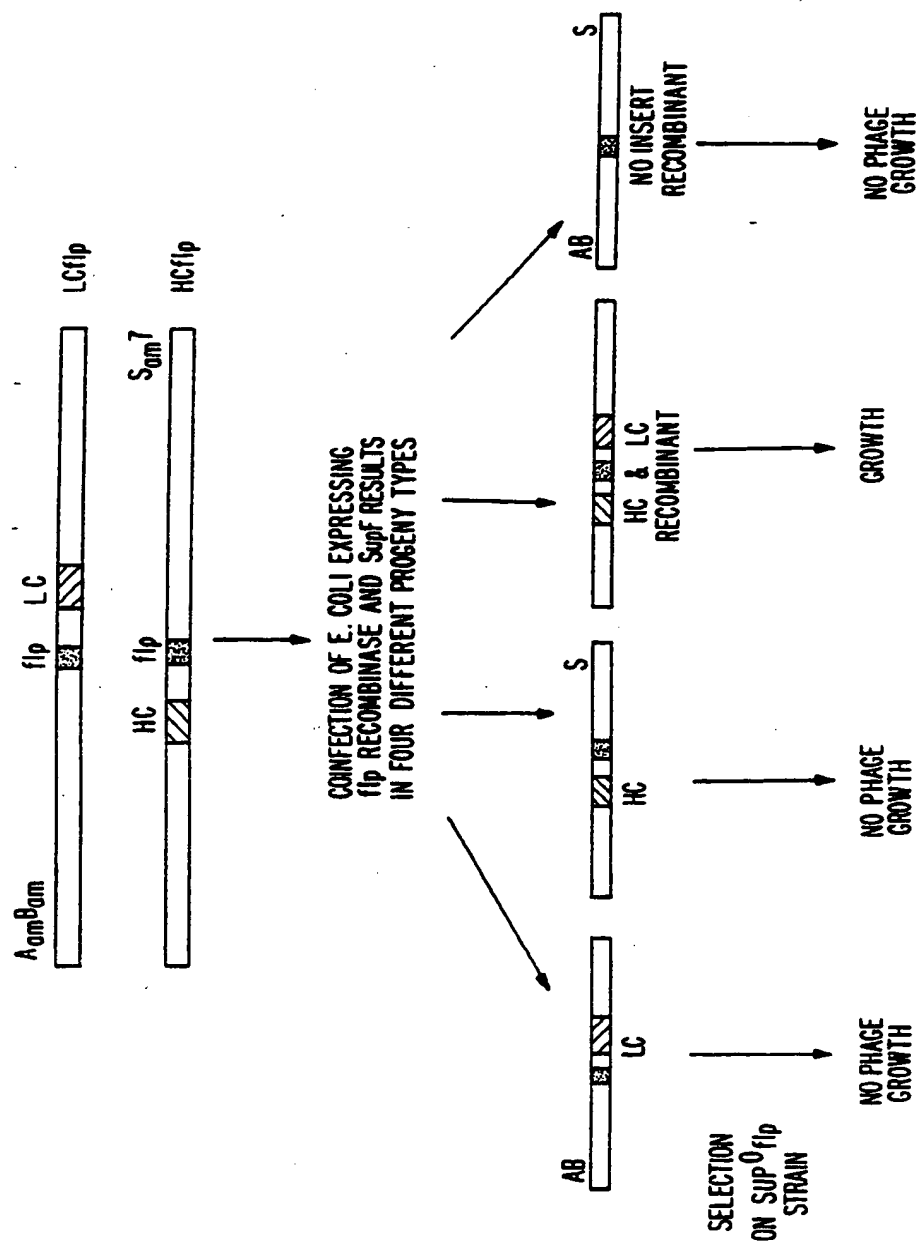 AamBam
flp
LC
LCflp
HC
flp
Sam7
HCflp
COINFECTION OF E. COLI EXPRESSING
flp RECOMBINASE AND SupF RESULTS
IN FOUR DIFFERENT PROGENY TYPES
AB
LC
HC
S
HC & LC
RECOMBINANT
AB
S
NO INSERT
RECOMBINANT
SELECTION
ON SUP⁰flp
STRAIN
NO PHAGE
GROWTH
NO PHAGE
GROWTH
GROWTH
NO PHAGE
GROWTH